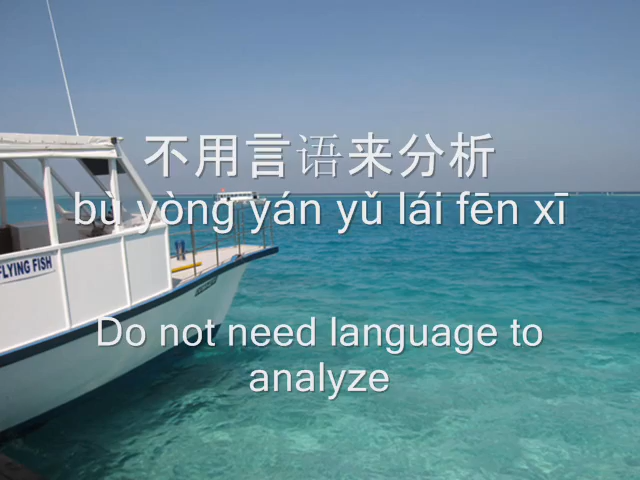 不用言语来分析
bù yòng yán yǔ lái fēn xī
FLYING FISH
Do not need language to
analyze